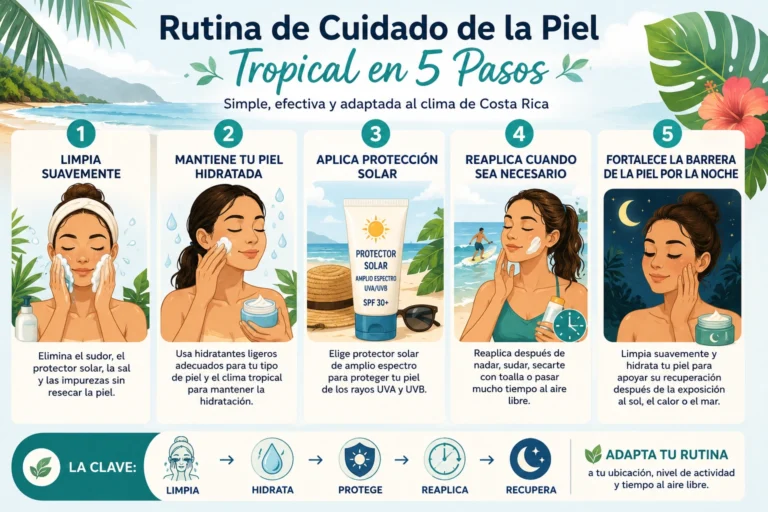 Rutina de Cuidado de la Piel
Tropical en 5 Pasos
Simple, efectiva y adaptada al clima de Costa Rica
1
LIMPIA
SUAVEMENTE
Elimina el sudor, el
protector solar, la sal
y las impurezas sin
resecar la piel.
2
MANTIENE TU PIEL
HIDRATADA
Usa hidratantes ligeros
adecuados para tu tipo
de piel y el clima tropical
para mantener la
hidratación.
3
APLICA PROTECCIÓN
SOLAR
PROTECTOR
SOLAR
AMPLIO ESPECTRO
UVA/UVB
SPF 30+
Elige protector solar
de amplio espectro
para proteger tu piel
de los rayos UVA y UVB.
4
REAPLICA CUANDO
SEA NECESARIO
Reaplica después de
nadar, sudar, secarte
con toalla o pasar
mucho tiempo al aire
libre.
5
FORTALECE LA BARRERA
DE LA PIEL POR LA NOCHE
Limpia suavemente y
hidrata tu piel para
apoyar su recuperación
después de la exposición
al sol, el calor o el mar.
LA CLAVE:
LIMPIA
HIDRATA
PROTEGE
REAPLICA
RECUPERA
ADAPTA TU RUTINA
a tu ubicación, nivel de actividad
y tiempo al aire libre.